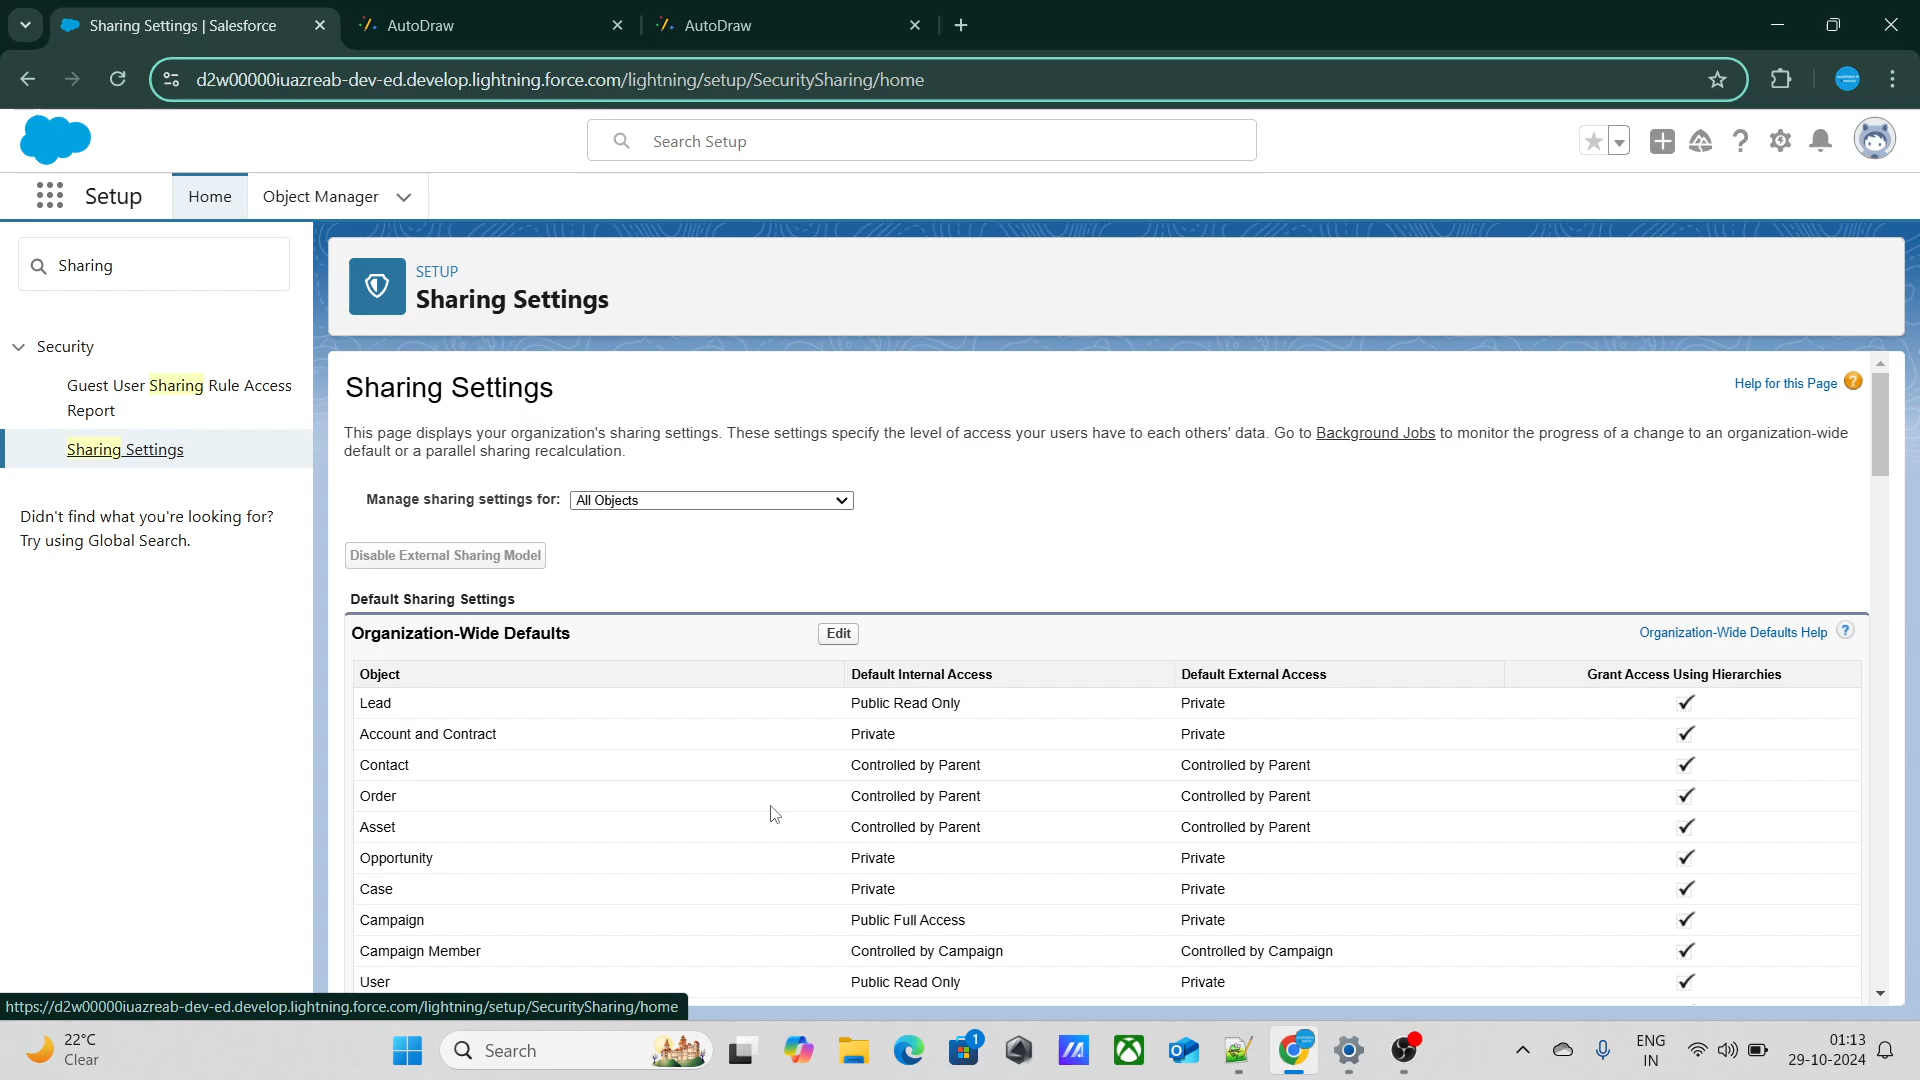 Sharing Settings | Salesforce
AutoDraw
AutoDraw
d2w00000iuazreab-dev-ed.develop.lightning.force.com/lightning/setup/SecuritySharing/home
Search Setup
Setup
Home
Object Manager
Sharing
Security
Guest User Sharing Rule Access
Report
Sharing Settings
Didn't find what you're looking for?
Try using Global Search.
SETUP
Sharing Settings
Sharing Settings
Help for this Page
This page displays your organization's sharing settings. These settings specify the level of access your users have to each others' data. Go to Background Jobs to monitor the progress of a change to an organization-wide
default or a parallel sharing recalculation.
Manage sharing settings for: All Objects
Disable External Sharing Model
Default Sharing Settings
Organization-Wide Defaults Edit Organization-Wide Defaults Help ?
Object Default Internal Access Default External Access Grant Access Using Hierarchies
Lead Public Read Only Private
Account and Contract Private Private
Contact Controlled by Parent Controlled by Parent
Order Controlled by Parent Controlled by Parent
Asset Controlled by Parent Controlled by Parent
Opportunity Private Private
Case Private Private
Campaign Public Full Access Private
Campaign Member Controlled by Campaign Controlled by Campaign
User Public Read Only Private
https://d2w00000iuazreab-dev-ed.develop.lightning.force.com/lightning/setup/SecuritySharing/home
22°C
Clear
Search
1
ENG
IN
01:13
29-10-2024